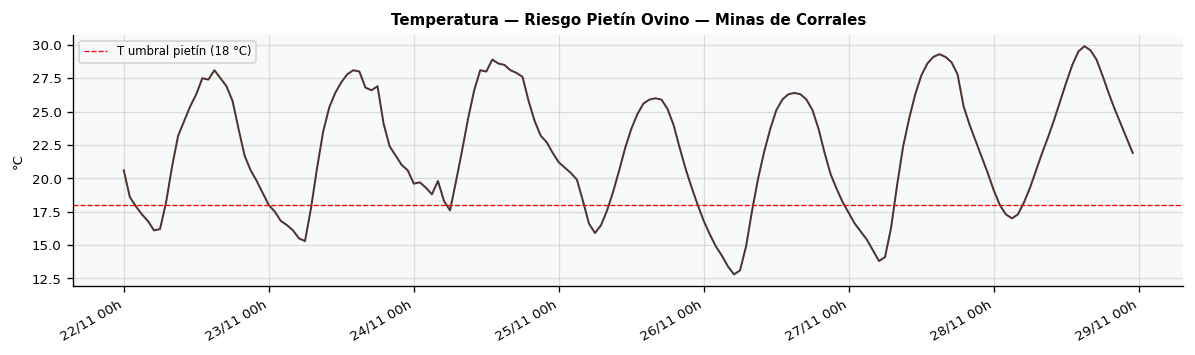 Temperatura — Riesgo Pietín Ovino — Minas de Corrales
T umbral pietín (18 °C)
°C
30.0
27.5
25.0
22.5
20.0
17.5
15.0
12.5
22/11 00h
23/11 00h
24/11 00h
25/11 00h
26/11 00h
27/11 00h
28/11 00h
29/11 00h